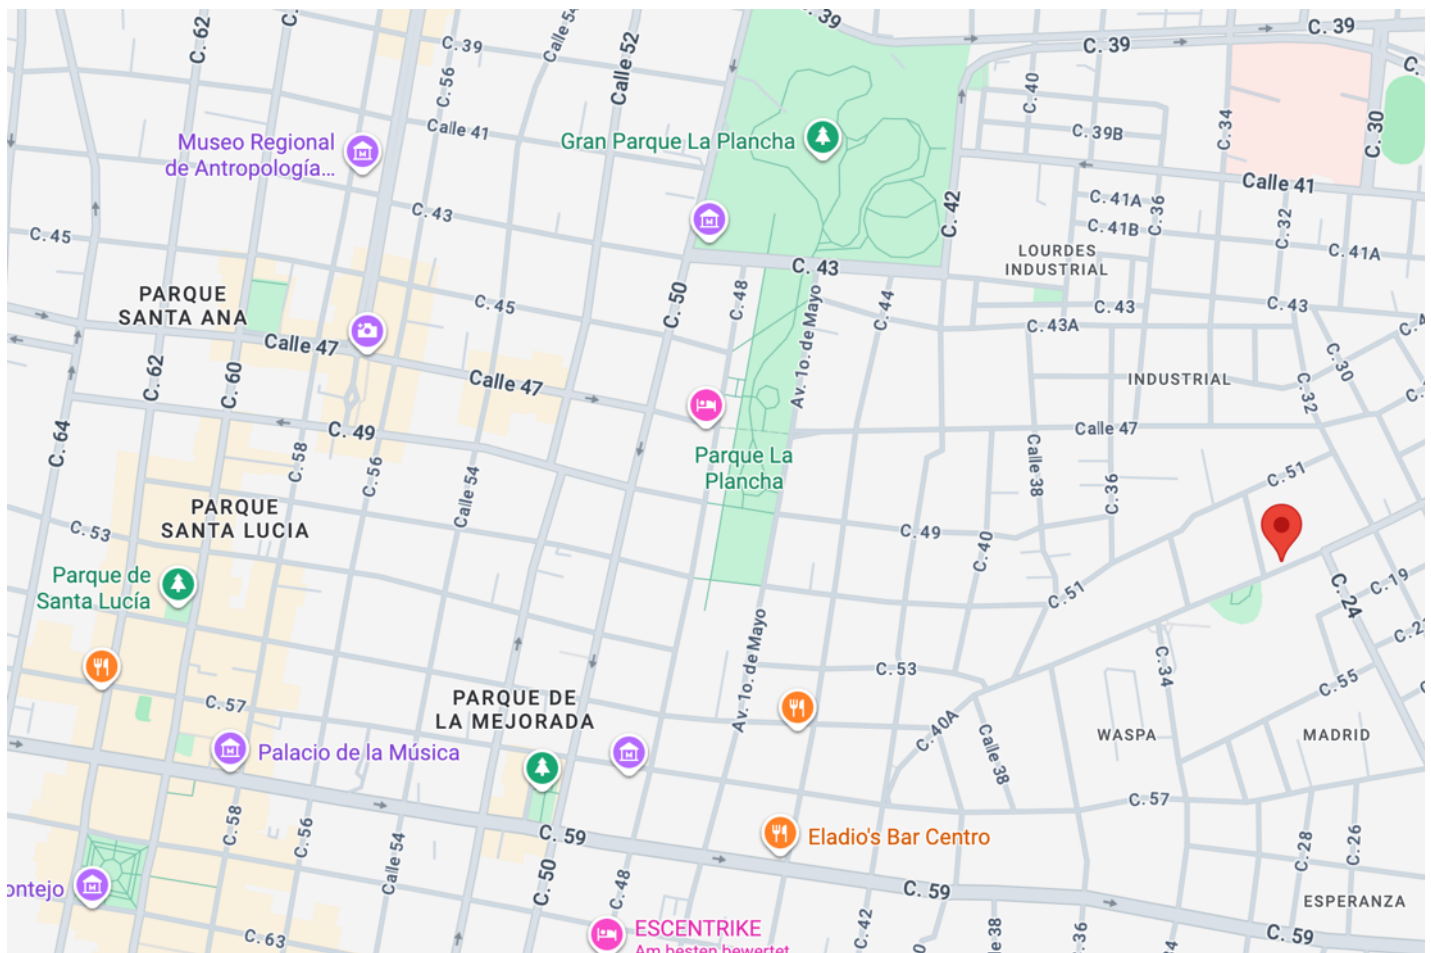 C. 62
C.
C. 39
Calle 54
C. 56
Calle 52
C. 39
C. 39
C. 39
C.
C. 40
C. 34
C. 30
Calle 41
C. 39B
Gran Parque La Plancha
Museo Regional
de Antropología...
Calle 41
C. 41A
C. 36
C. 32
C. 43
C. 42
C. 41B
C. 45
LOURDES
INDUSTRIAL
C. 41A
C. 43
PARQUE
SANTA ANA
C. 45
C. 50
C. 48
Av. 1o. de Mayo
C. 44
C. 43
C. 43
C. 43A
Calle 47
C. 30
C. 62
C. 60
Calle 47
INDUSTRIAL
C. 32
C. 64
C. 49
Calle 47
C. 58
C. 56
Calle 54
Parque La
Plancha
Calle 38
C. 36
C. 51
PARQUE
SANTA LUCIA
C. 53
C. 49
C. 40
Parque de
Santa Lucía
C. 51
C. 24
C. 19
Av. 1o. de Mayo
C. 53
C. 34
C. 55
C. 57
PARQUE DE
LA MEJORADA
C. 40A
Calle 38
WASPA
MADRID
Palacio de la Música
C. 57
C. 58
C. 56
Calle 54
C. 59
Eladio's Bar Centro
C. 28
C. 26
ontejo
C. 50
C. 48
C. 59
ESPERANZA
C. 63
ESCENTRIKE
Am besten bewertet
C. 42
C. 36
C. 59